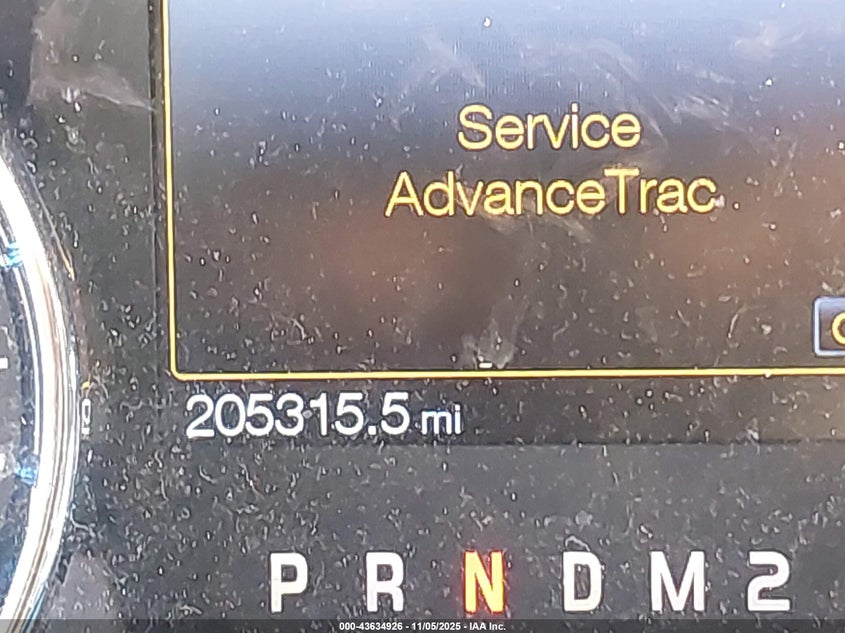 Service
AdvanceTrac
205315.5 mi
P R N D M 2
000-43634926 - 11/05/2025 - IAA Inc.